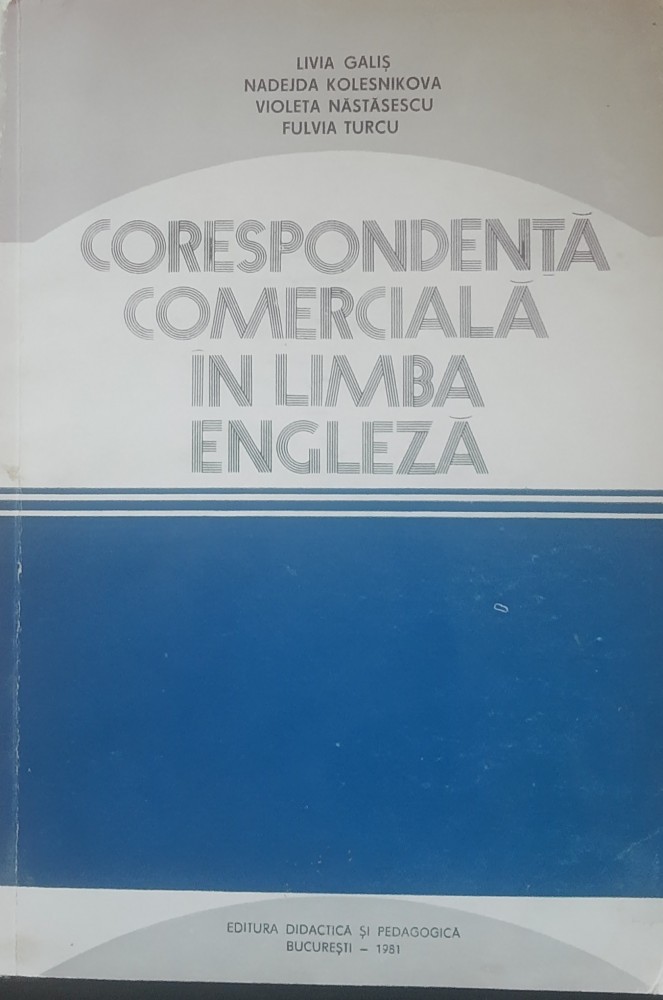 LIVIA GALIȘ
NADEJDA KOLESNIKOVA
VIOLETA NĂSTĂSESCU
FULVIA TURCU
CORESPONDENȚĂ
COMERCIALĂ
ÎN LIMBA
ENGLEZĂ
EDITURA DIDACTICĂ ȘI PEDAGOGICĂ
BUCUREȘTI – 1981